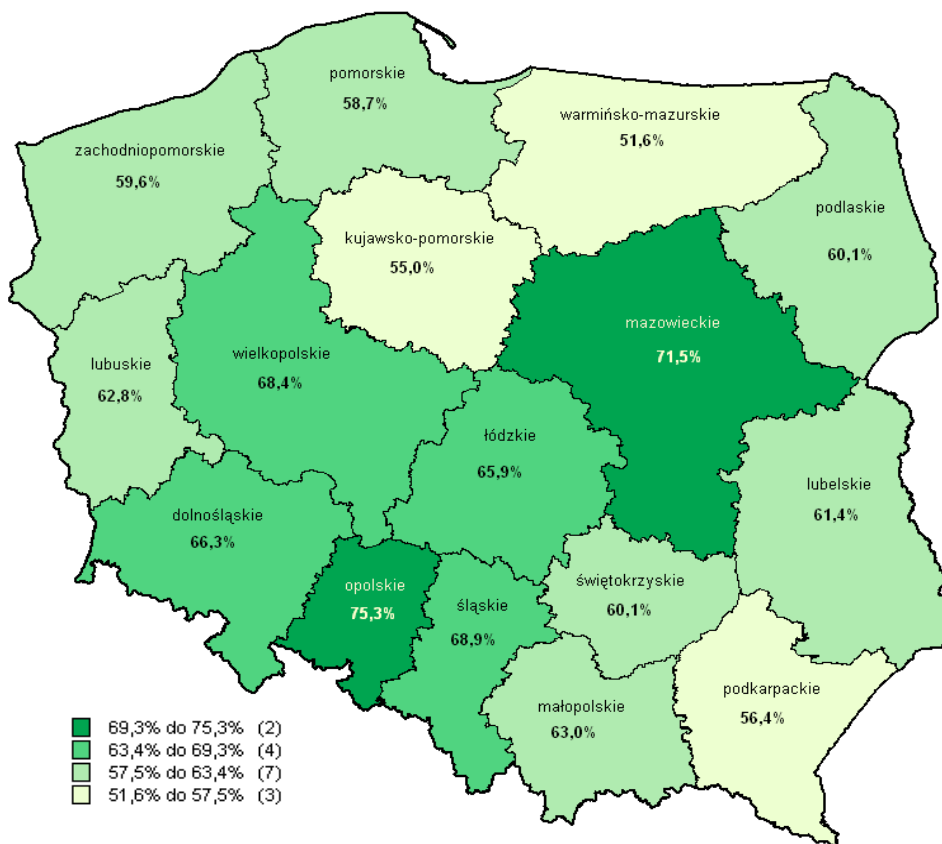 pomorskie
58,7%
warmińsko-mazurskie
51,6%
zachodniopomorskie
59,6%
podlaskie
60,1%
kujawsko-pomorskie
55,0%
mazowieckie
71,5%
lubuskie
62,8%
wielkopolskie
68,4%
łódzkie
65,9%
lubelskie
61,4%
dolnośląskie
66,3%
opolskie
75,3%
śląskie
68,9%
świętokrzyskie
60,1%
małopolskie
63,0%
podkarpackie
56,4%
69,3% do 75,3% (2)
63,4% do 69,3% (4)
57,5% do 63,4% (7)
51,6% do 57,5% (3)